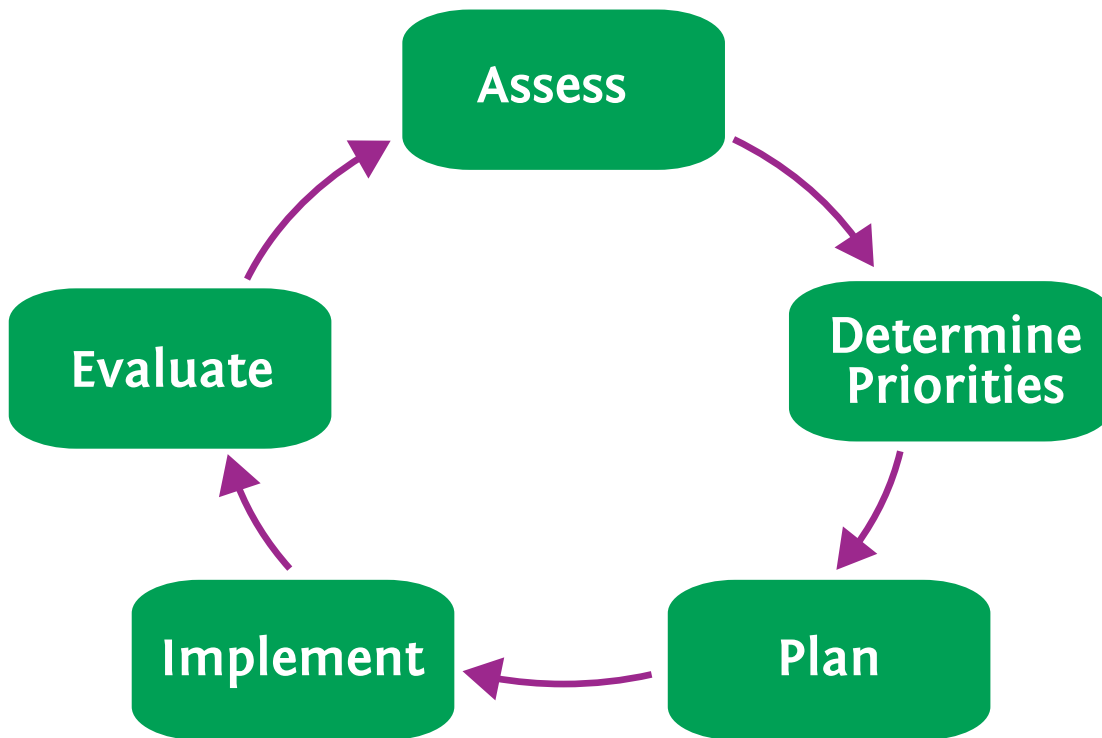 Assess
Determine
Priorities
Plan
Implement
Evaluate